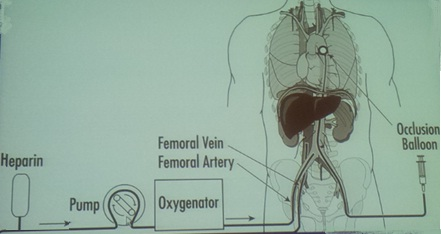 Occlusion
Balloon
Femoral Vein
Femoral Artery
Heparin
Pump
Oxygenator